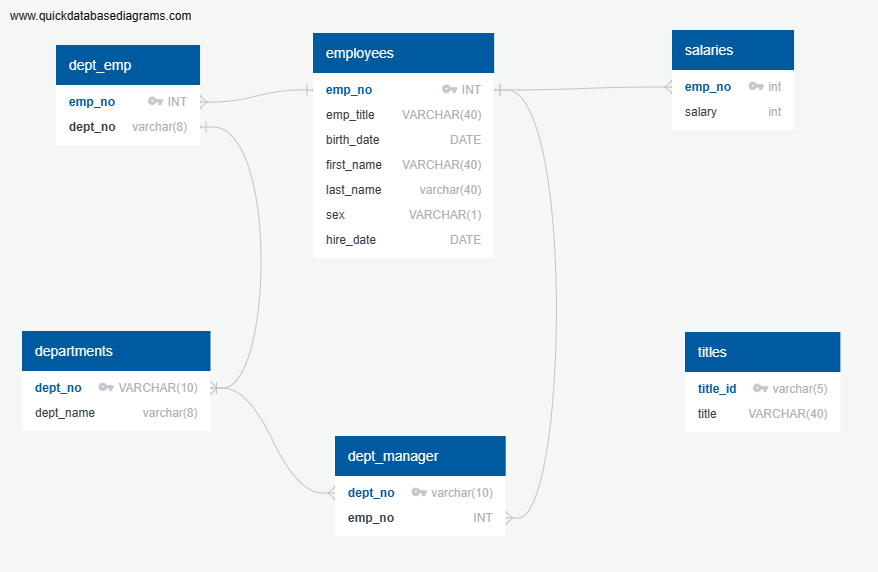 www.quickdatabasediagrams.com
dept_emp
emp_no INT
dept_no varchar(8)
employees
emp_no INT
emp_title VARCHAR(40)
birth_date DATE
first_name VARCHAR(40)
last_name varchar(40)
sex VARCHAR(1)
hire_date DATE
salaries
emp_no int
salary int
departments
dept_no VARCHAR(10)
dept_name varchar(8)
dept_manager
dept_no varchar(10)
emp_no INT
titles
title_id varchar(5)
title VARCHAR(40)